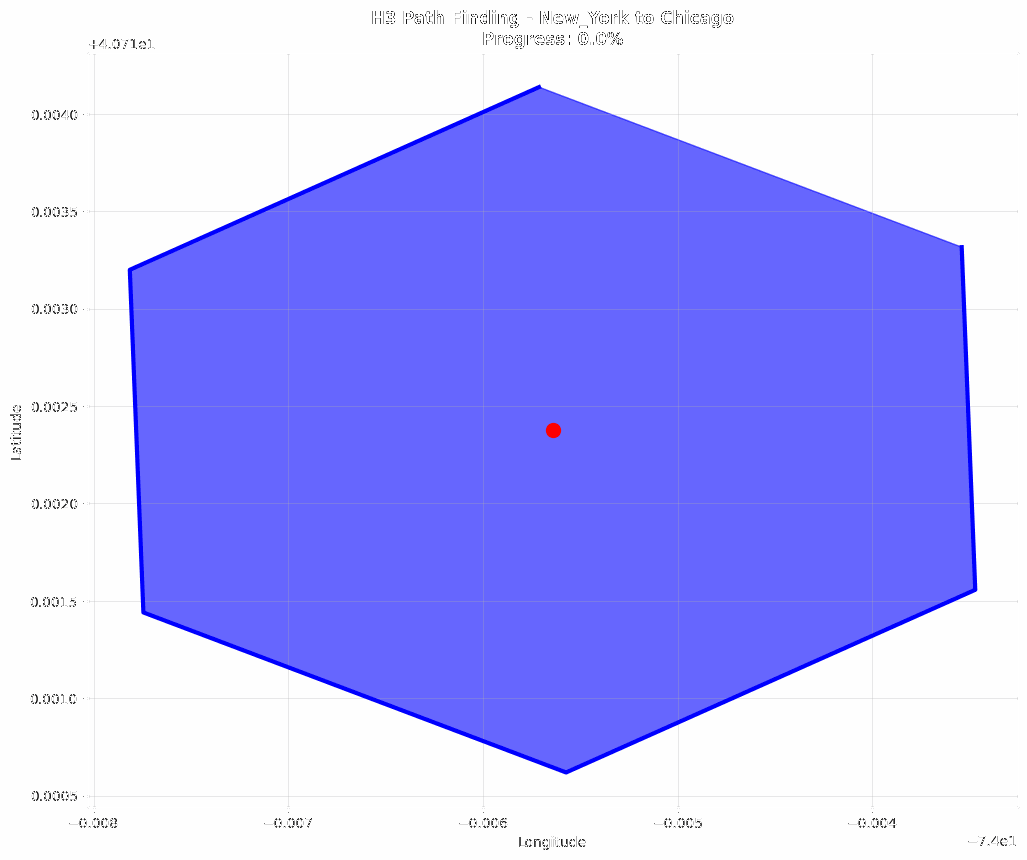 H3 Path Finding - New_York to Chicago
Progress: 0.0%
+4.071e1
0.0040
0.0035
0.0030
0.0025
0.0020
0.0015
0.0010
0.0005
Latitude
−0.008 −0.007 −0.006 −0.005 −0.004
Longitude
−7.4e1